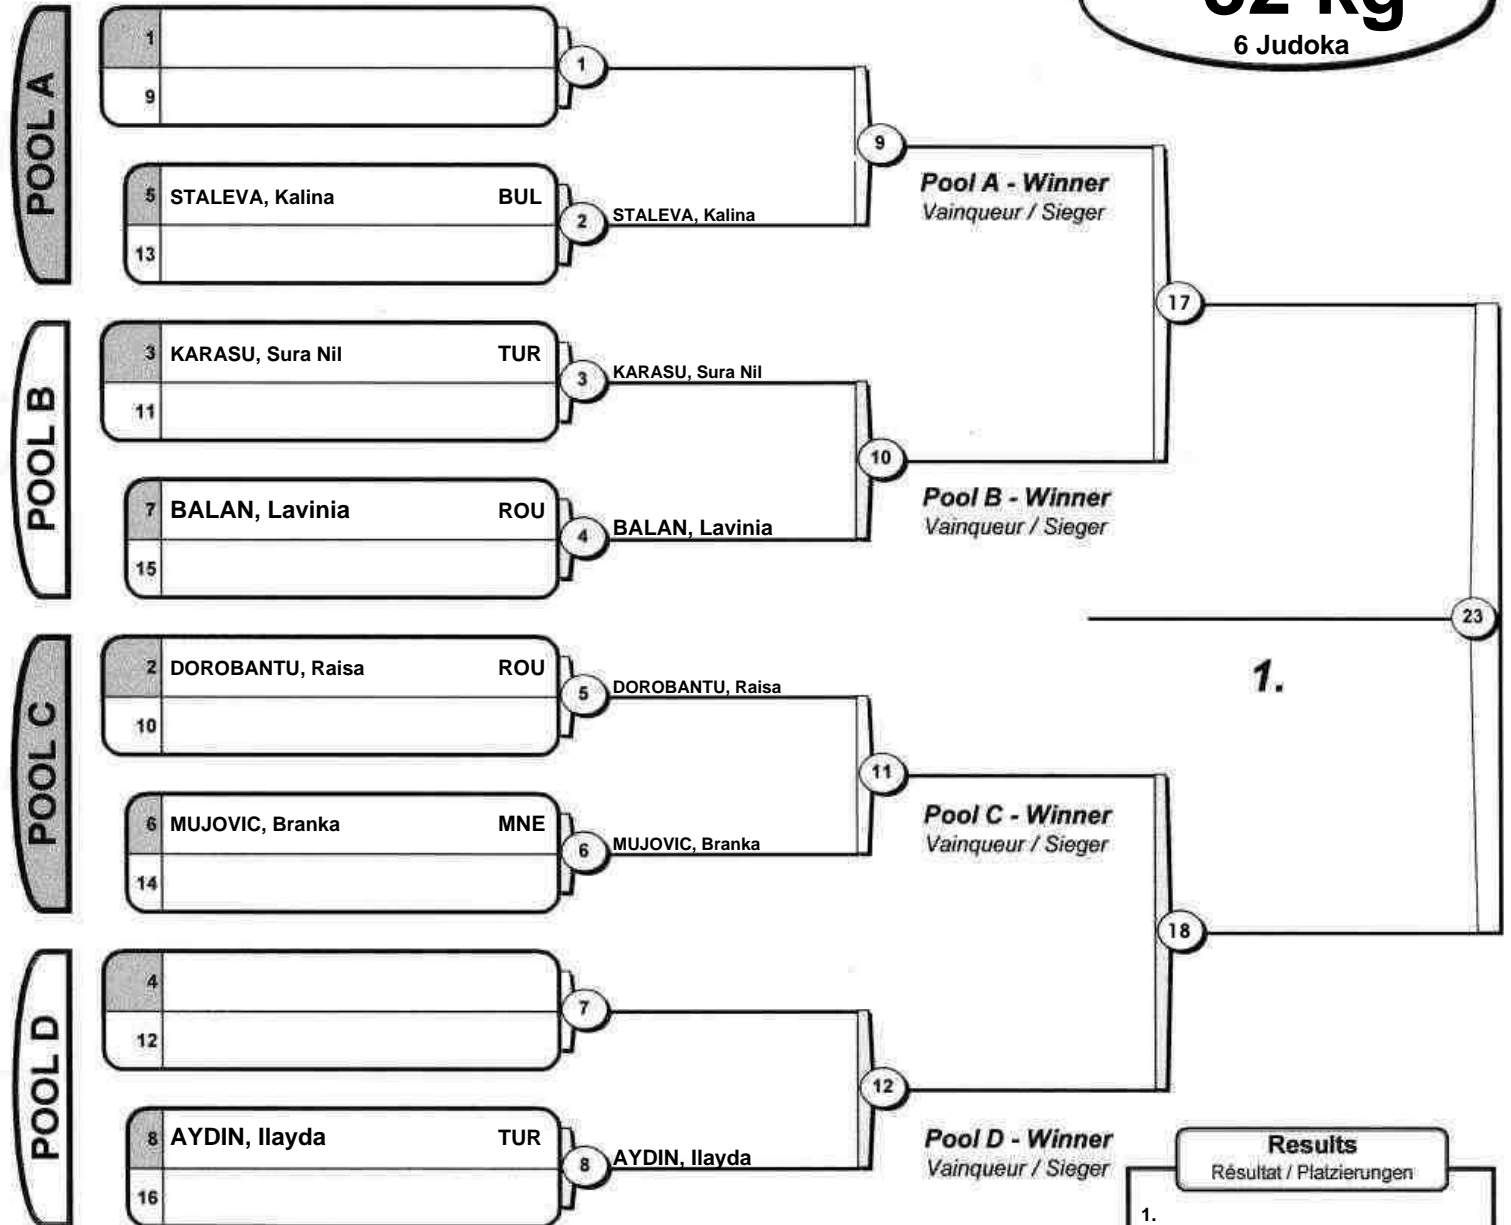 6 Judoka
POOL A
1
9
1
5 STALEVA, Kalina BUL
13
2
STALEVA, Kalina
9
Pool A - Winner
Vainqueur / Sieger
17
POOL B
3 KARASU, Sura Nil TUR
11
3
KARASU, Sura Nil
7 BALAN, Lavinia ROU
15
4
BALAN, Lavinia
10
Pool B - Winner
Vainqueur / Sieger
23
1.
POOL C
2 DOROBANTU, Raisa ROU
10
5
DOROBANTU, Raisa
6 MUJOVIC, Branka MNE
14
6
MUJOVIC, Branka
11
Pool C - Winner
Vainqueur / Sieger
18
POOL D
4
12
7
8 AYDIN, Ilayda TUR
16
8
AYDIN, Ilayda
12
Pool D - Winner
Vainqueur / Sieger
Results
Résultat / Platzierungen
1.